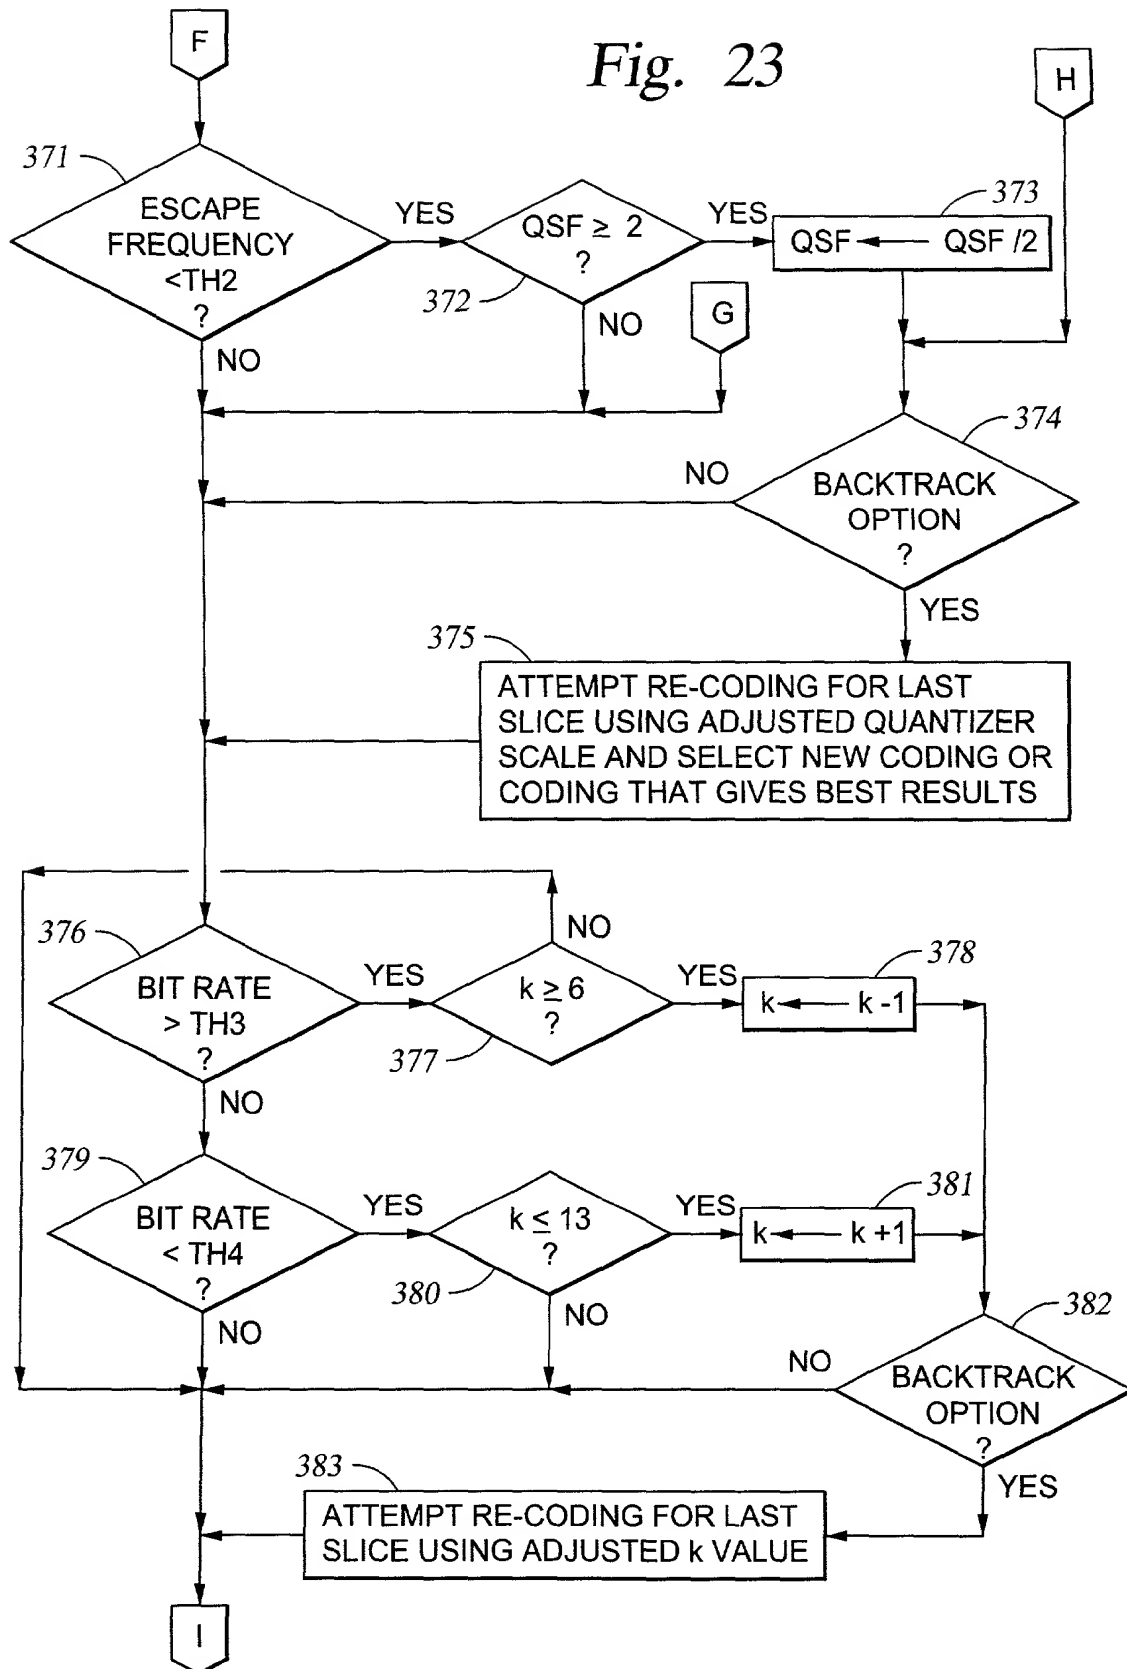 F
Fig. 23
H
371
ESCAPE
FREQUENCY
<TH2
?
YES
NO
QSF ≥ 2
?
372
YES
NO
373
QSF ← QSF /2
G
374
BACKTRACK
OPTION
?
NO
YES
375
ATTEMPT RE-CODING FOR LAST
SLICE USING ADJUSTED QUANTIZER
SCALE AND SELECT NEW CODING OR
CODING THAT GIVES BEST RESULTS
376
BIT RATE
> TH3
?
YES
NO
NO
k ≥ 6
?
377
YES
378
k ← k -1
379
BIT RATE
< TH4
?
YES
NO
k ≤ 13
?
380
YES
NO
381
k ← k +1
382
BACKTRACK
OPTION
?
NO
YES
383
ATTEMPT RE-CODING FOR LAST
SLICE USING ADJUSTED k VALUE
I